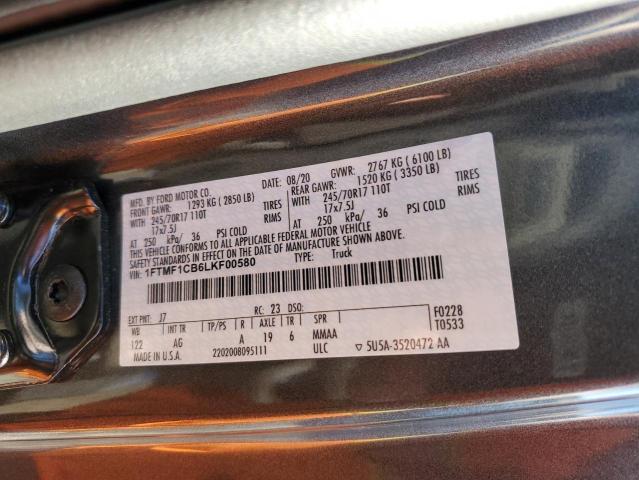 MFD. BY FORD MOTOR CO. DATE: 08/20 GVWR: 2767 KG ( 6100 LB)
FRONT GAWR: 1293 KG ( 2850 LB) REAR GAWR: 1520 KG ( 3350 LB)
WITH 245/70R17 110T TIRES WITH 245/70R17 110T TIRES
17x7.5J RIMS 17x7.5J RIMS
AT 250 kPa/ 36 PSI COLD AT 250 kPa/ 36 PSI COLD
THIS VEHICLE CONFORMS TO ALL APPLICABLE FEDERAL MOTOR VEHICLE
SAFETY STANDARDS IN EFFECT ON THE DATE OF MANUFACTURE SHOWN ABOVE.
VIN: 1FTMF1CB6LKF00580 TYPE: Truck
EXT PNT: J7 RC: 23 DSO: F0228
WB INT TR TP/PS R AXLE TR SPR T0533
122 AG A 19 6 MMAA
MADE IN U.S.A. 2202008095111 ULC ▽ 5U5A-3520472 AA